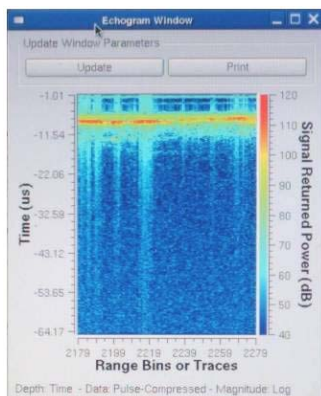 Echogram Window
Update Window Parameters
Update Print
-1.01
-11.54
-22.06
-32.59
-43.12
-53.65
-64.17
Time (us)
2179 2199 2219 2239 2259 2279
Range Bins or Traces
120
110
100
90
80
70
60
50
40
Signal Returned Power (dB)
Depth: Time - Data: Pulse-Compressed - Magnitude: Log